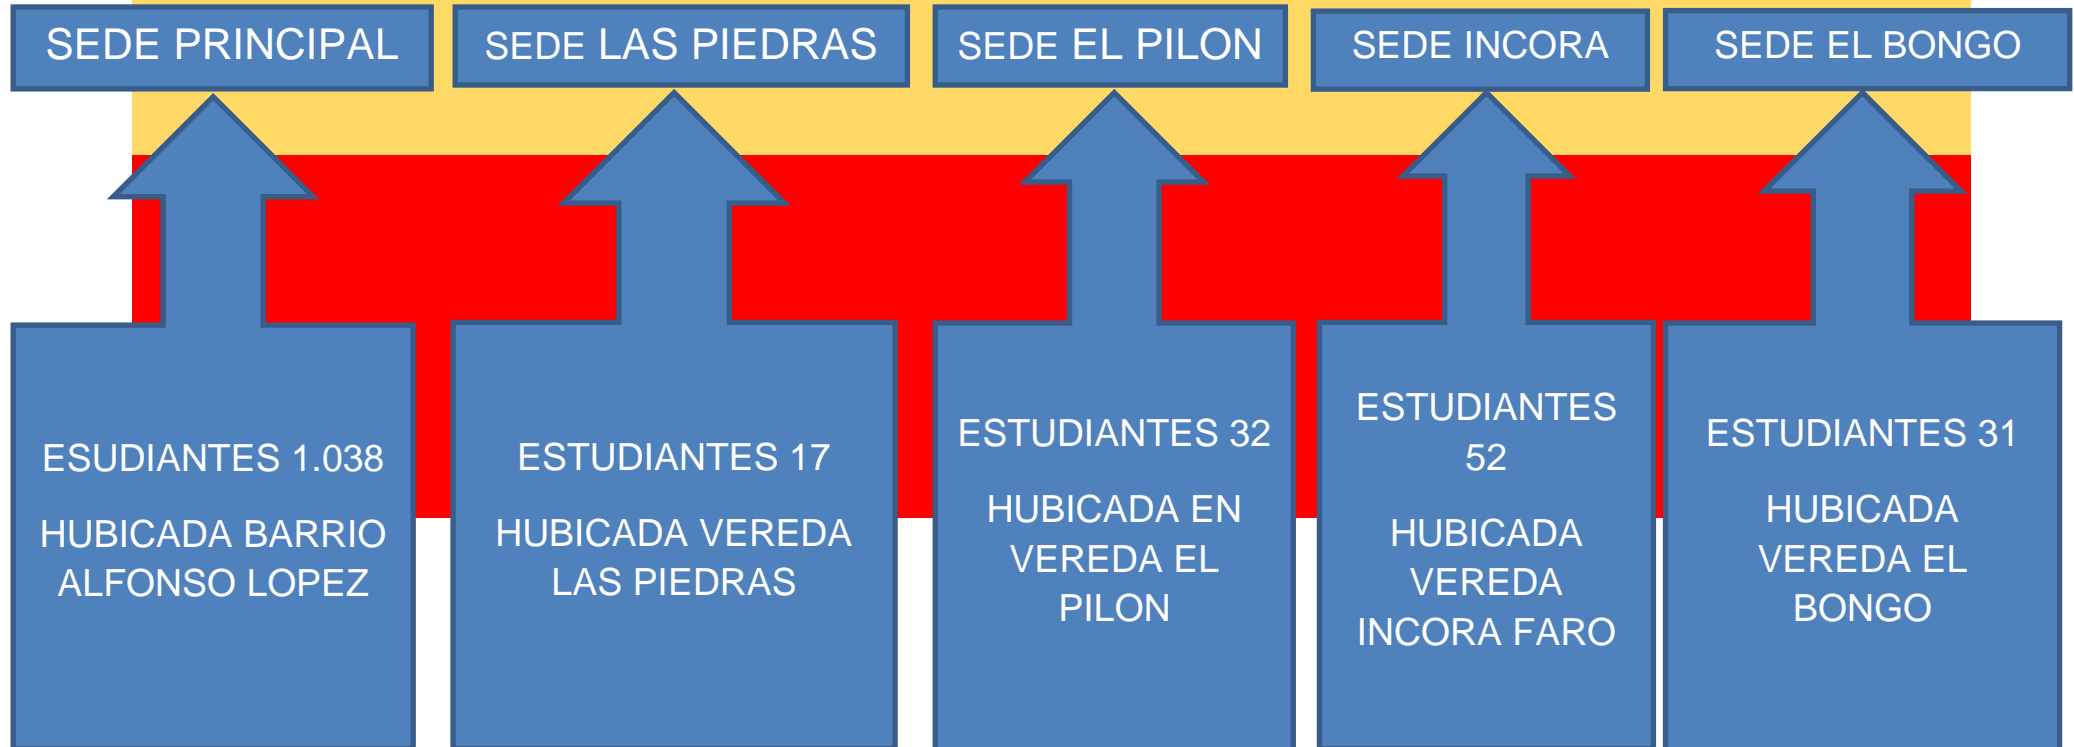 SEDE PRINCIPAL
SEDE LAS PIEDRAS
SEDE EL PILON
SEDE INCORA
SEDE EL BONGO
ESUDIANTES 1.038
HUBICADA BARRIO
ALFONSO LOPEZ
ESTUDIANTES 17
HUBICADA VEREDA
LAS PIEDRAS
ESTUDIANTES 32
HUBICADA EN
VEREDA EL
PILON
ESTUDIANTES
52
HUBICADA
VEREDA
INCORA FARO
ESTUDIANTES 31
HUBICADA
VEREDA EL
BONGO